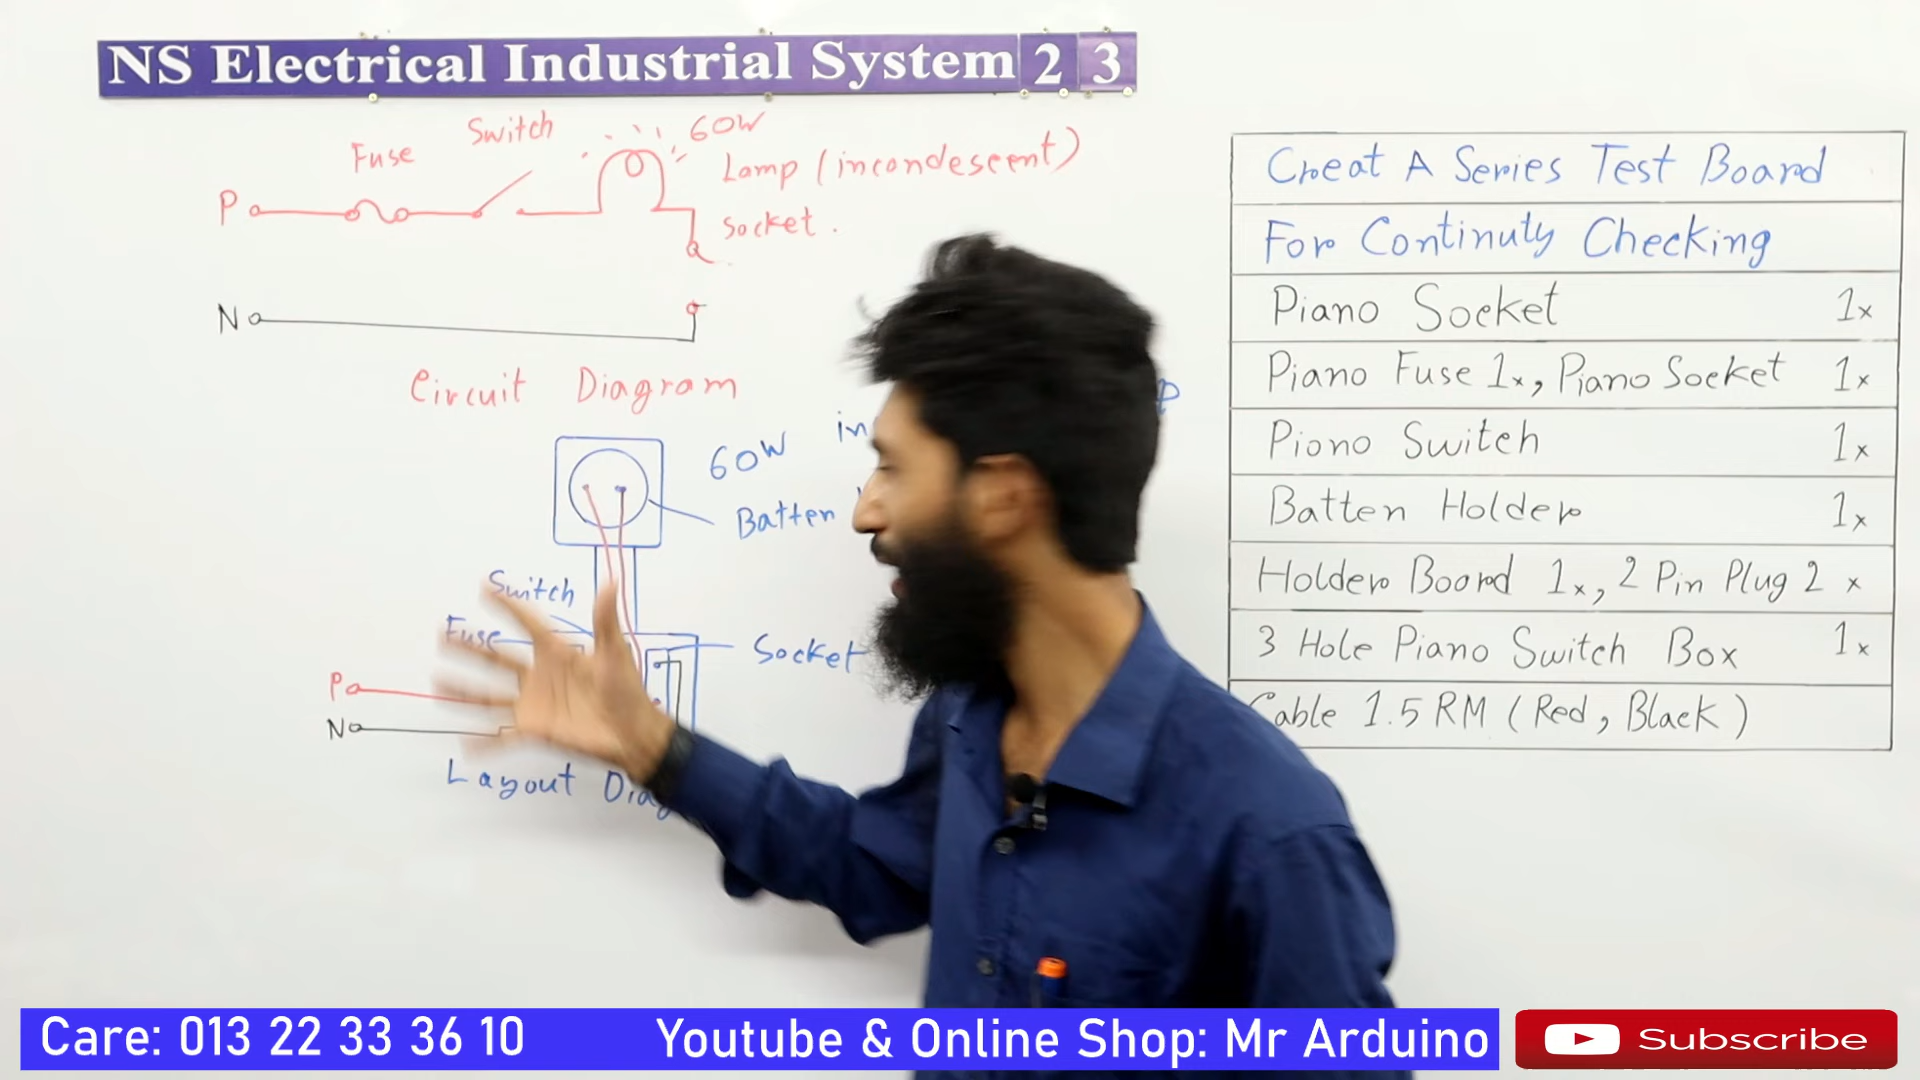 NS Electrical Industrial System 2 3
Switch
60W
Fuse
Lamp (incondescent)
P
Socket.
N
Circuit Diagram
60W
Batten
Switch
Fuse
Socket
P
N
Layout
Creat A Series Test Board
For Continuty Checking
Piano Socket 1x
Piano Fuse 1x, Piano Socket 1x
Piono Switch 1x
Batten Holder 1x
Holder Board 1x, 2 Pin Plug 2 x
3 Hole Piano Switch Box 1x
Cable 1.5 RM (Red, Black)
Care: 013 22 33 36 10
Youtube & Online Shop: Mr Arduino
Subscribe